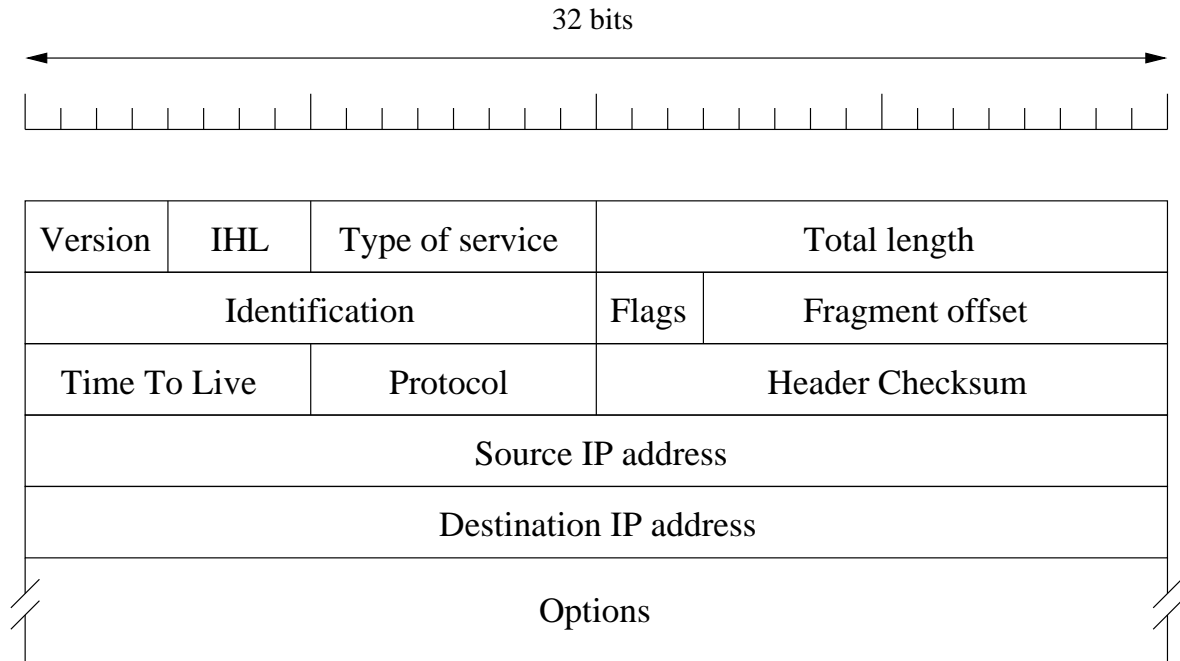 32 bits
Version IHL Type of service Total length
Identification Flags Fragment offset
Time To Live Protocol Header Checksum
Source IP address
Destination IP address
Options